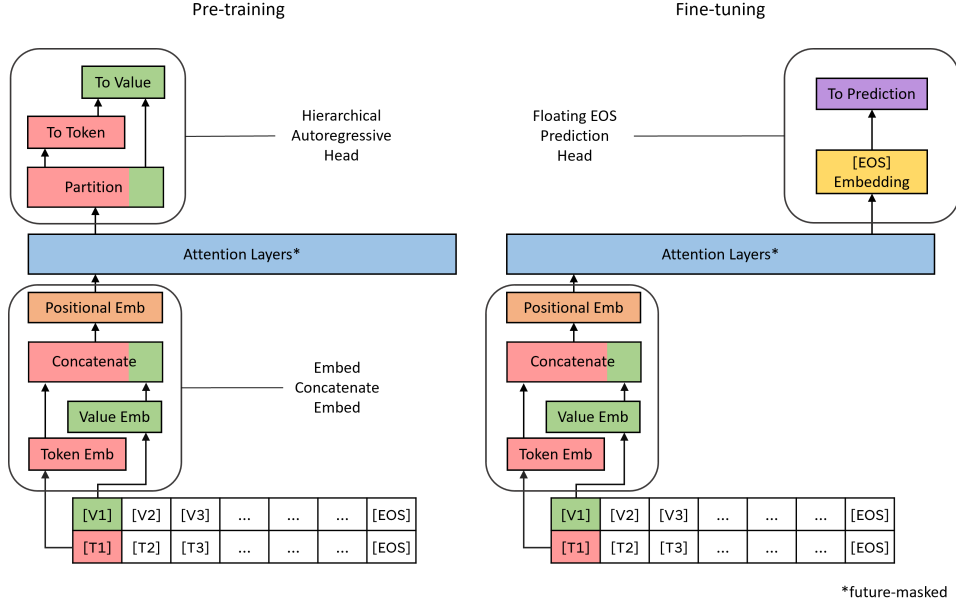 Pre-training
To Value
To Token
Partition
Hierarchical
Autoregressive
Head
Attention Layers*
Positional Emb
Concatenate
Value Emb
Token Emb
Embed
Concatenate
Embed
[V1] [V2] [V3] ... ... ... [EOS]
[T1] [T2] [T3] ... ... ... [EOS]
Fine-tuning
Floating EOS
Prediction
Head
To Prediction
[EOS]
Embedding
Attention Layers*
Positional Emb
Concatenate
Value Emb
Token Emb
[V1] [V2] [V3] ... ... ... [EOS]
[T1] [T2] [T3] ... ... ... [EOS]
*future-masked